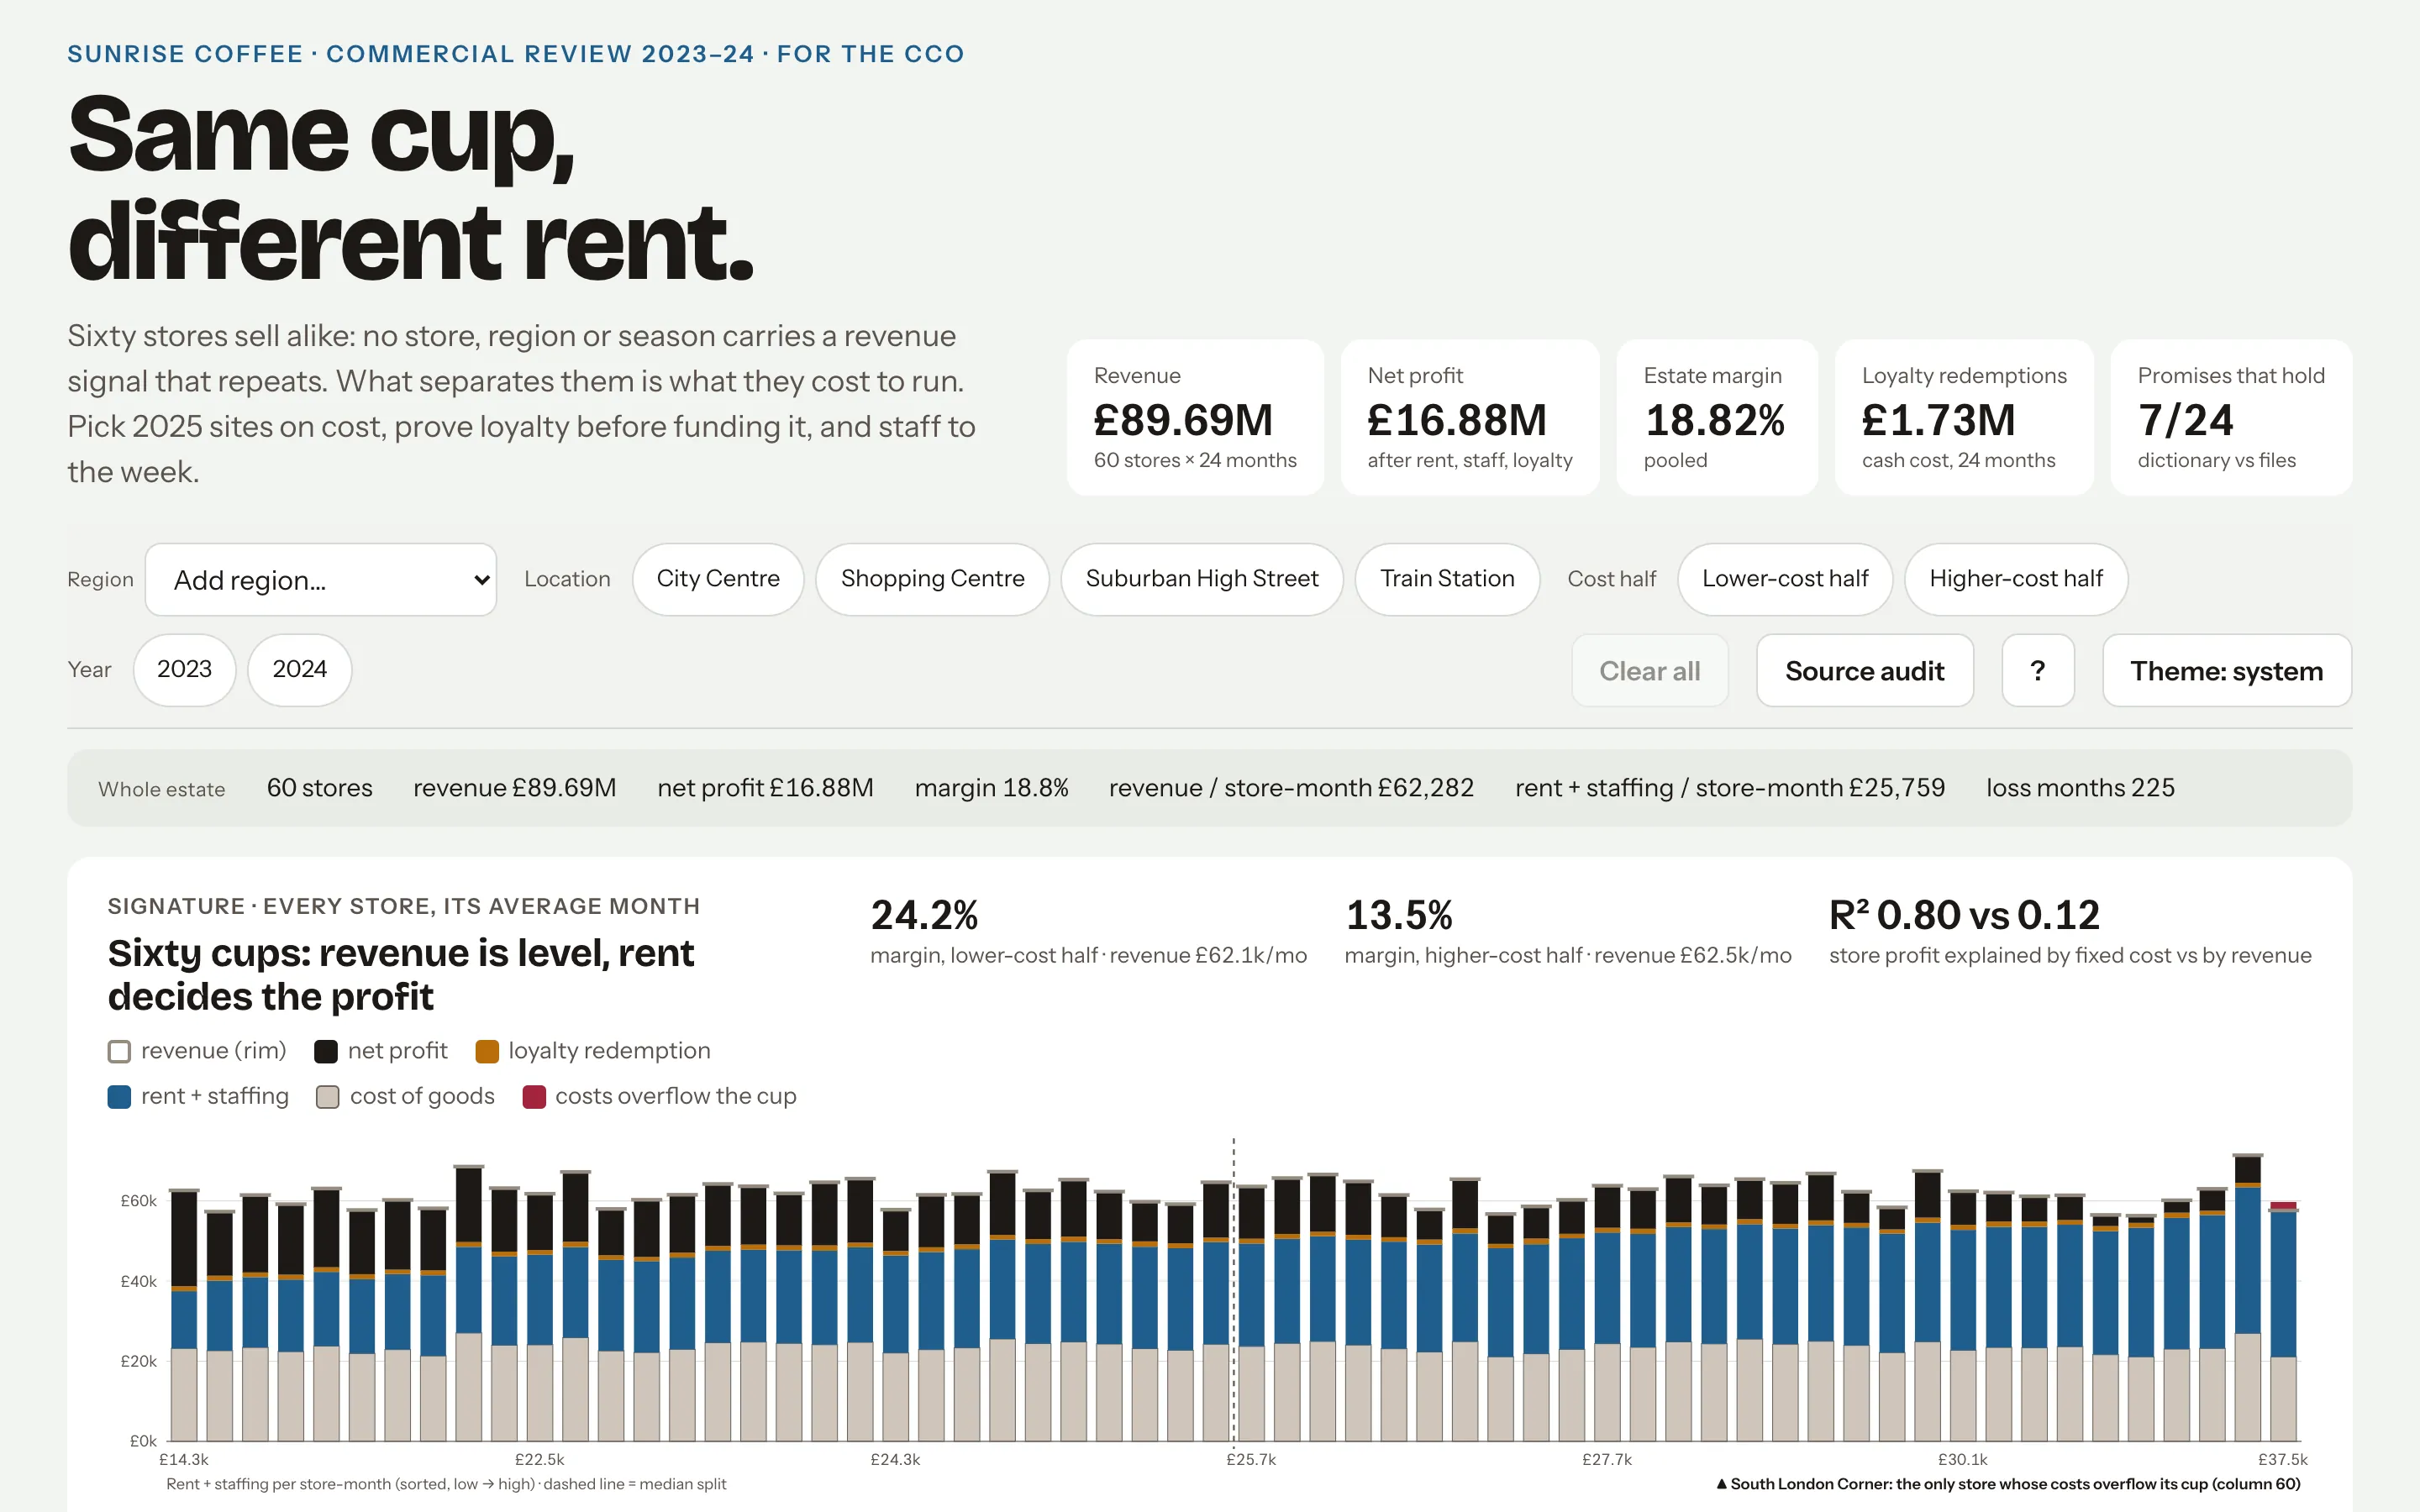 SUNRISE COFFEE · COMMERCIAL REVIEW 2023–24 · FOR THE CCO
Same cup,
different rent.
Sixty stores sell alike: no store, region or season carries a revenue
signal that repeats. What separates them is what they cost to run.
Pick 2025 sites on cost, prove loyalty before funding it, and staff to
the week.
Revenue
£89.69M
60 stores × 24 months
Net profit
£16.88M
after rent, staff, loyalty
Estate margin
18.82%
pooled
Loyalty redemptions
£1.73M
cash cost, 24 months
Promises that hold
7/24
dictionary vs files
Region Add region... Location City Centre Shopping Centre Suburban High Street Train Station Cost half Lower-cost half Higher-cost half
Year 2023 2024 Clear all Source audit ? Theme: system
Whole estate 60 stores revenue £89.69M net profit £16.88M margin 18.8% revenue / store-month £62,282 rent + staffing / store-month £25,759 loss months 225
SIGNATURE · EVERY STORE, ITS AVERAGE MONTH
Sixty cups: revenue is level, rent
decides the profit
24.2%
margin, lower-cost half · revenue £62.1k/mo
13.5%
margin, higher-cost half · revenue £62.5k/mo
R² 0.80 vs 0.12
store profit explained by fixed cost vs by revenue
revenue (rim) net profit loyalty redemption
rent + staffing cost of goods costs overflow the cup
£60k
£40k
£20k
£0k
£14.3k £22.5k £24.3k £25.7k £27.7k £30.1k £37.5k
Rent + staffing per store-month (sorted, low → high) · dashed line = median split
▲ South London Corner: the only store whose costs overflow its cup (column 60)